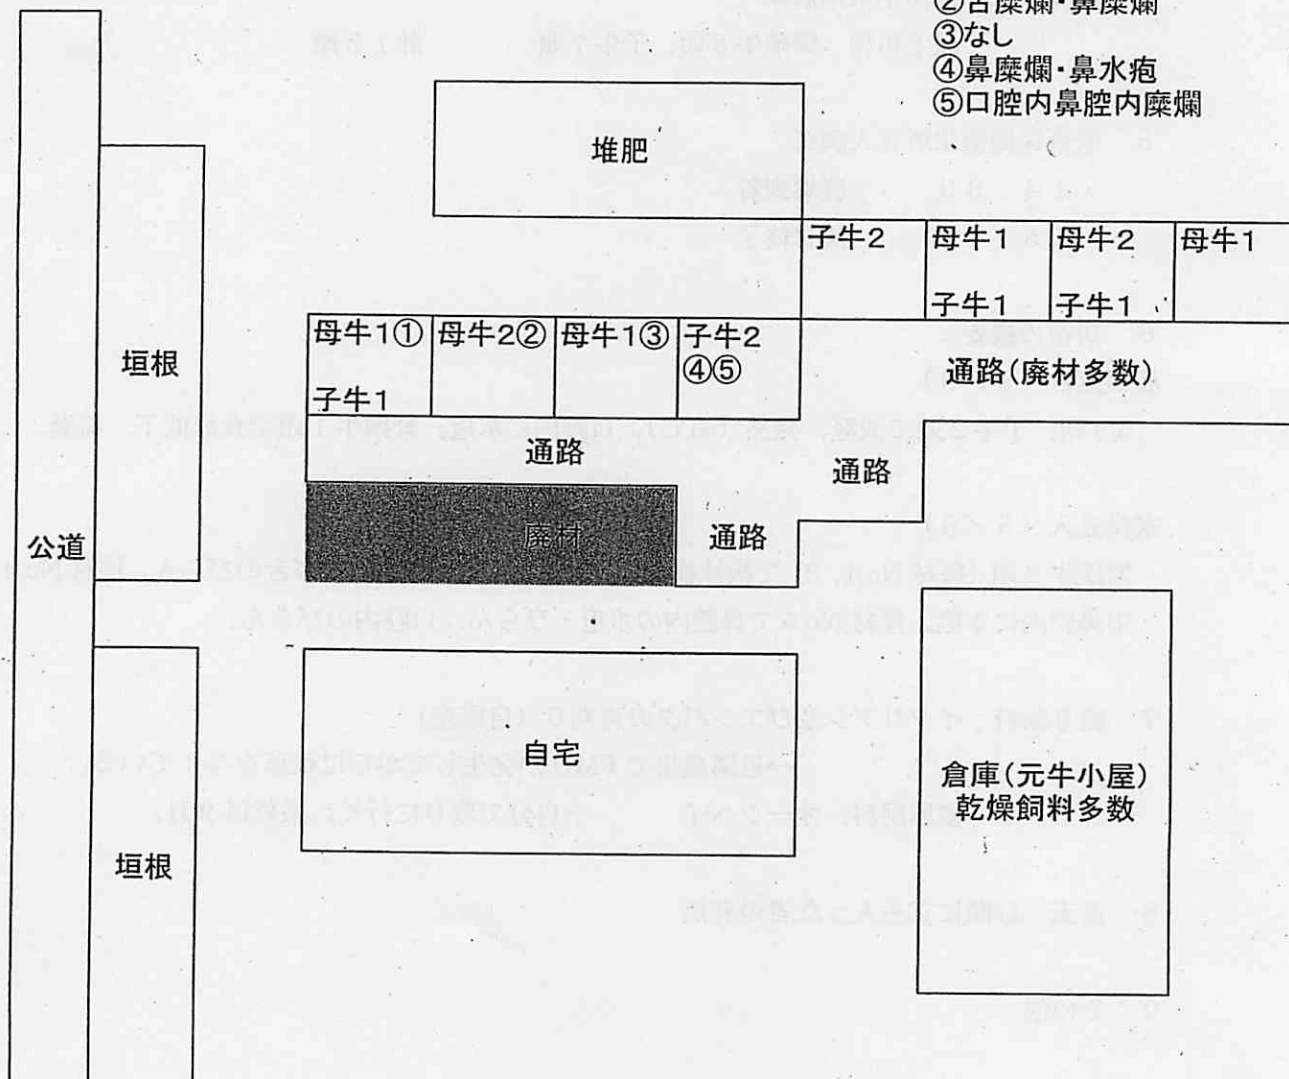 ②舌糜爛・鼻糜爛
③なし
④鼻糜爛・鼻水疱
⑤口腔内鼻腔内糜爛
堆肥
子牛2
母牛1
子牛1
母牛2
子牛1
母牛1
母牛1①
子牛1
母牛2②
母牛1③
子牛2
④⑤
通路(廃材多数)
垣根
通路
通路
廃材
通路
公道
自宅
倉庫(元牛小屋)
乾燥飼料多数
垣根